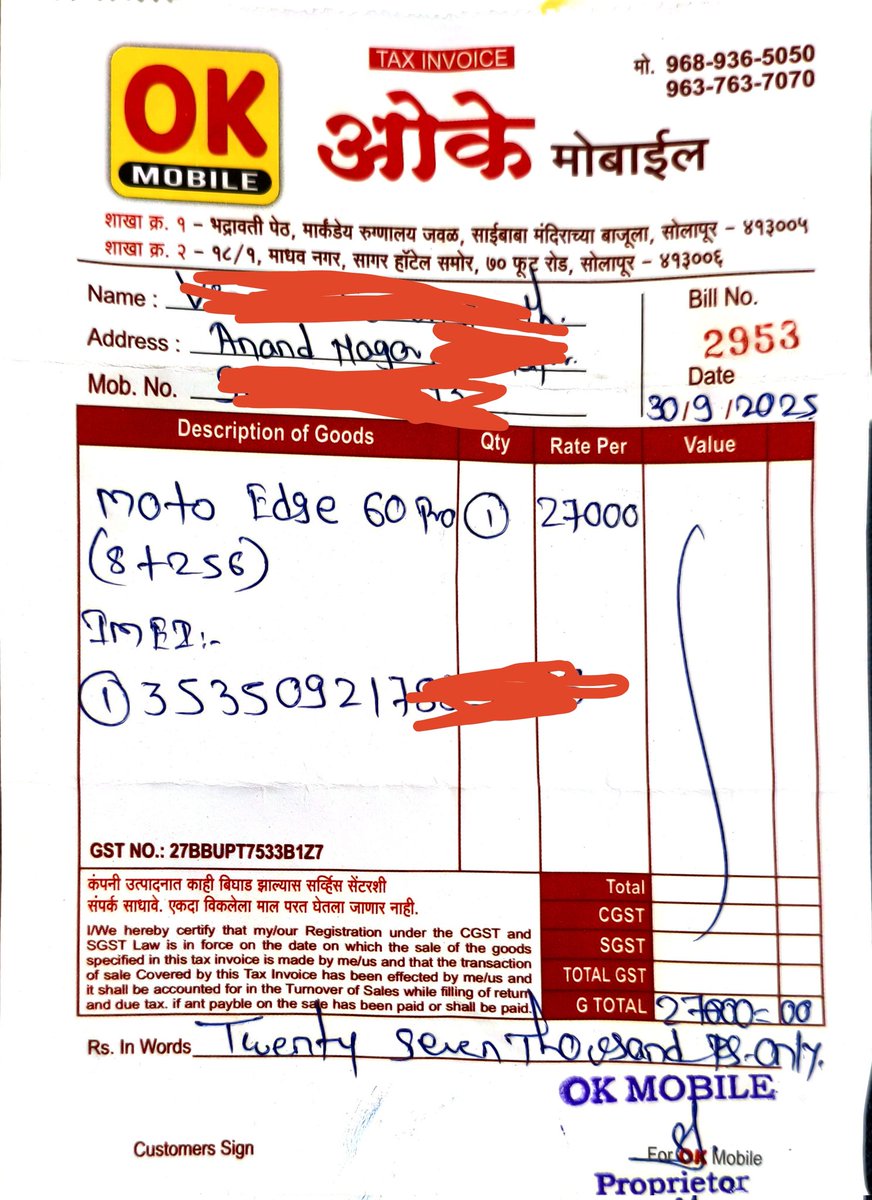 TAX INVOICE
मो. 968-936-5050
963-763-7070
OK
MOBILE
ओके मोबाईल
शाखा क्र. १ – भद्रावती पेठ, मार्कंडेय रुग्णालय जवळ, साईबाबा मंदिराच्या बाजूला, सोलापूर – ४१३००५
शाखा क्र. २ – १८/१, माधव नगर, सागर हॉटेल समोर, ७० फूट रोड, सोलापूर – ४१३००६
Name :
Bill No.
Address : Anand Nagar
2953
Mob. No.
Date
30/9/2025
Description of Goods Qty Rate Per Value
Moto Edge 60 Pro 1 27000
(8+256)
IMEI:-
1 3535092178
GST NO.: 27BBUPT7533B1Z7
कंपनी उत्पादनात काही बिघाड झाल्यास सर्व्हिस सेंटरशी
संपर्क साधावे. एकदा विकलेला माल परत घेतला जाणार नाही.
I/We hereby certify that my/our Registration under the CGST and
SGST Law is in force on the date on which the sale of the goods
specified in this tax invoice is made by me/us and that the transaction
of sale Covered by this Tax Invoice has been effected by me/us and
it shall be accounted for in the Turnover of Sales while filling of return
and due tax. if ant payble on the sale has been paid or shall be paid.
Total
CGST
SGST
TOTAL GST
G TOTAL 27000=00
Rs. In Words Twenty Seven Thousand Rs. Only.
OK MOBILE
Customers Sign
For OK Mobile
Proprietor